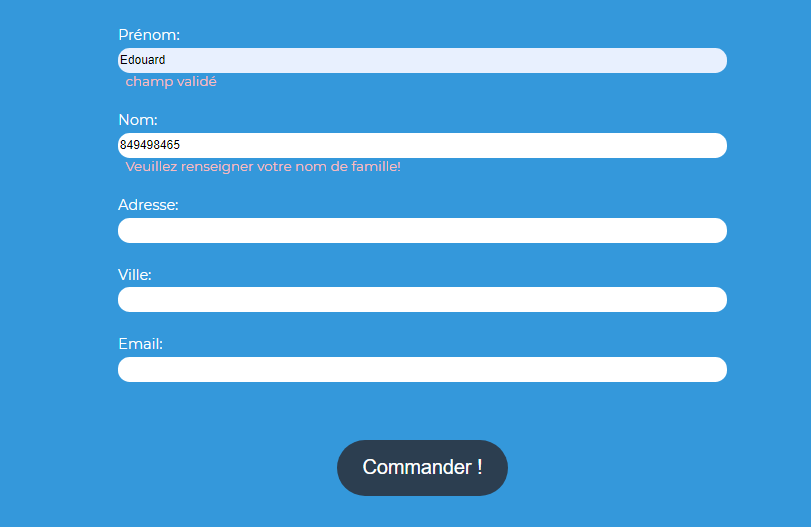 Prénom:
Edouard
champ validé
Nom:
849498465
Veuillez renseigner votre nom de famille!
Adresse:
Ville:
Email:
Commander !